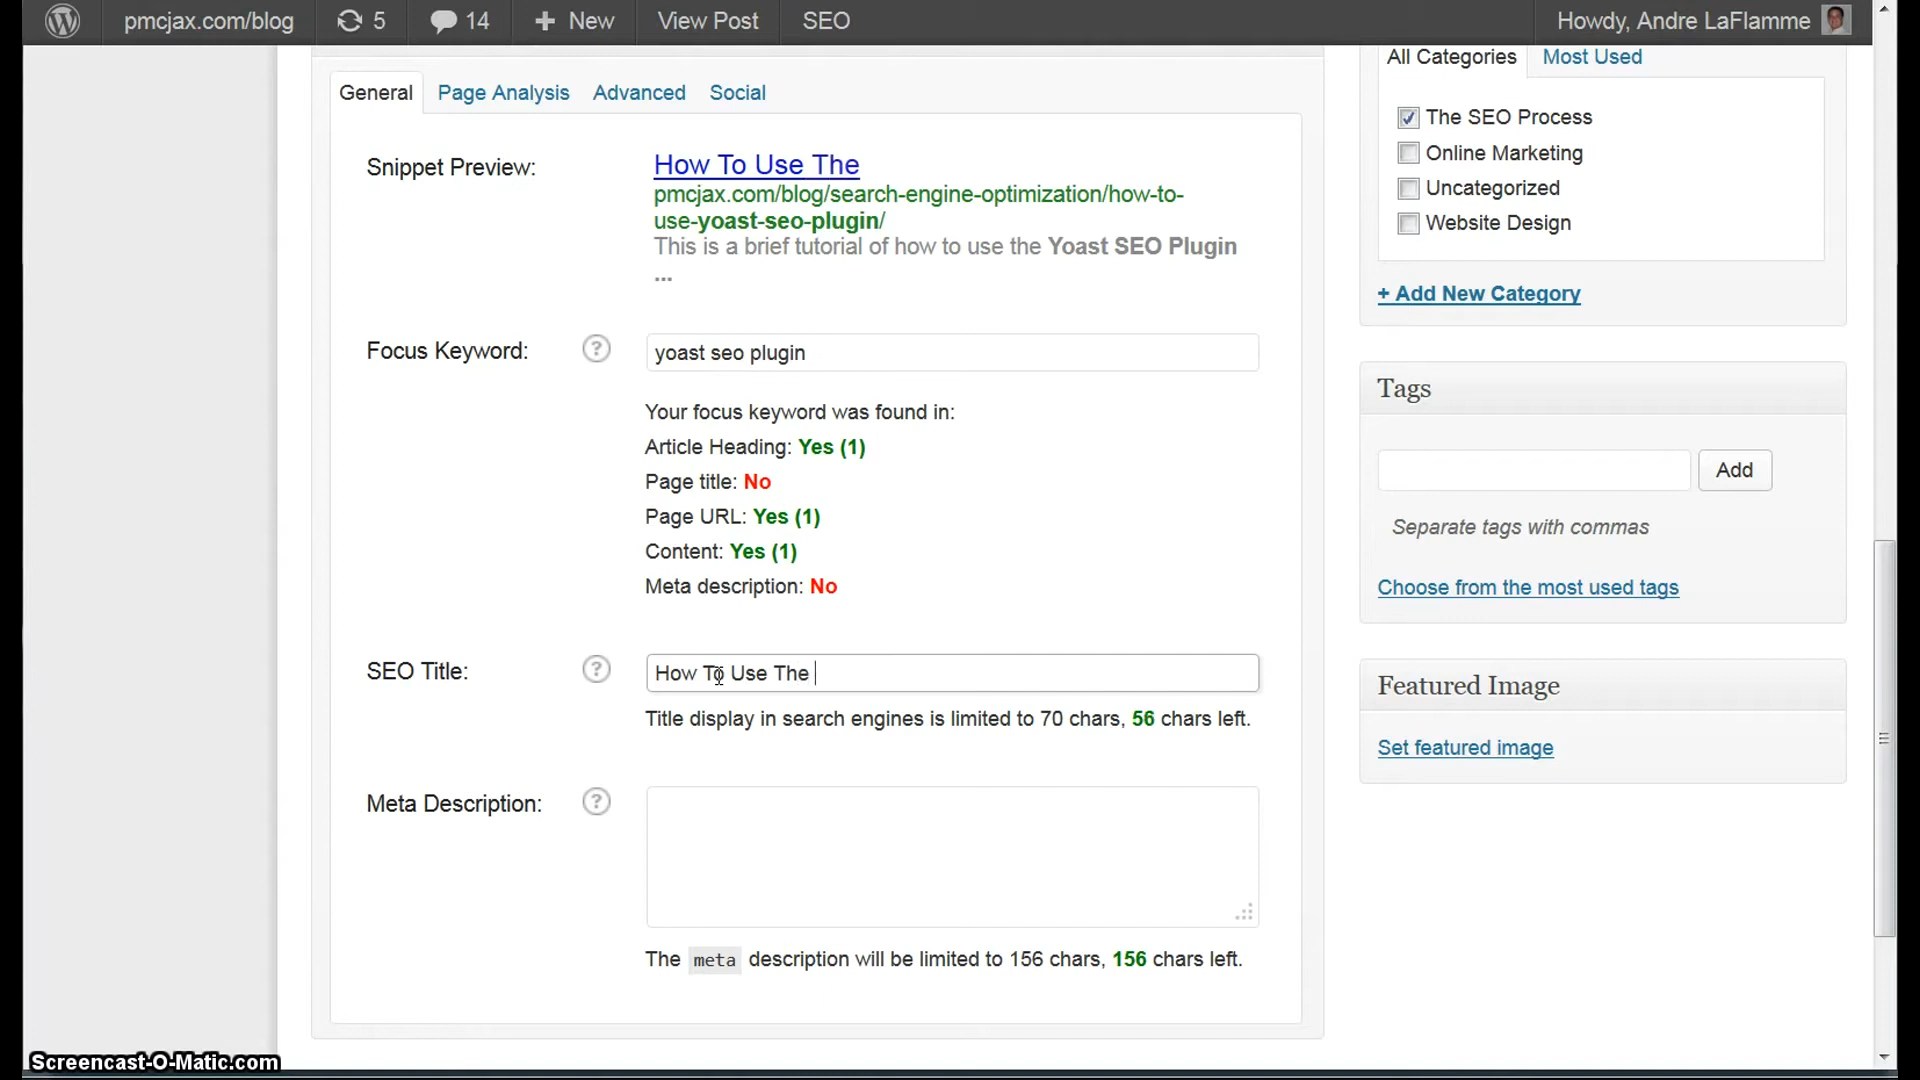 pmcjax.com/blog 5 14 + New View Post SEO Howdy, Andre LaFlamme
General Page Analysis Advanced Social
Snippet Preview:
How To Use The
pmcjax.com/blog/search-engine-optimization/how-to-
use-yoast-seo-plugin/
This is a brief tutorial of how to use the Yoast SEO Plugin
...
Focus Keyword: ?
yoast seo plugin
Your focus keyword was found in:
Article Heading: Yes (1)
Page title: No
Page URL: Yes (1)
Content: Yes (1)
Meta description: No
SEO Title: ?
How To Use The
Title display in search engines is limited to 70 chars, 56 chars left.
Meta Description: ?
The meta description will be limited to 156 chars, 156 chars left.
All Categories Most Used
The SEO Process
Online Marketing
Uncategorized
Website Design
+ Add New Category
Tags
Add
Separate tags with commas
Choose from the most used tags
Featured Image
Set featured image
Screencast-O-Matic.com